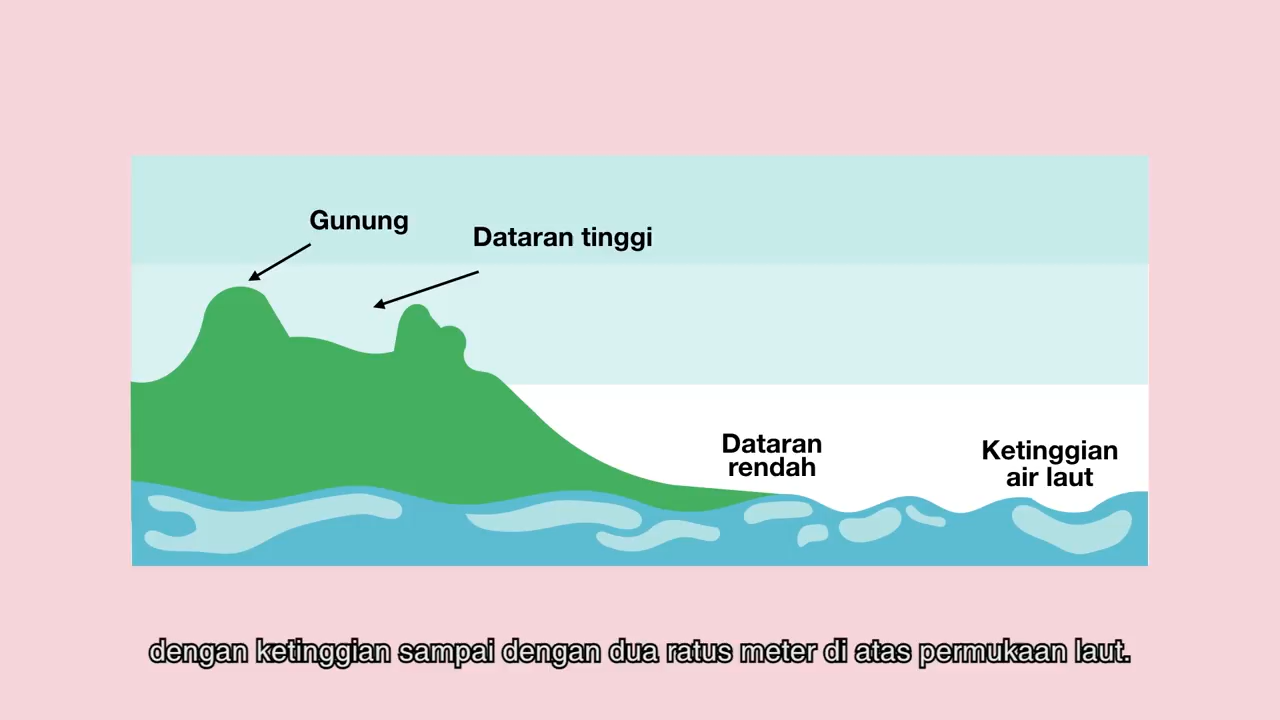 Gunung
Dataran tinggi
Dataran
rendah
Ketinggian
air laut
dengan ketinggian sampai dengan dua ratus meter di atas permukaan laut.